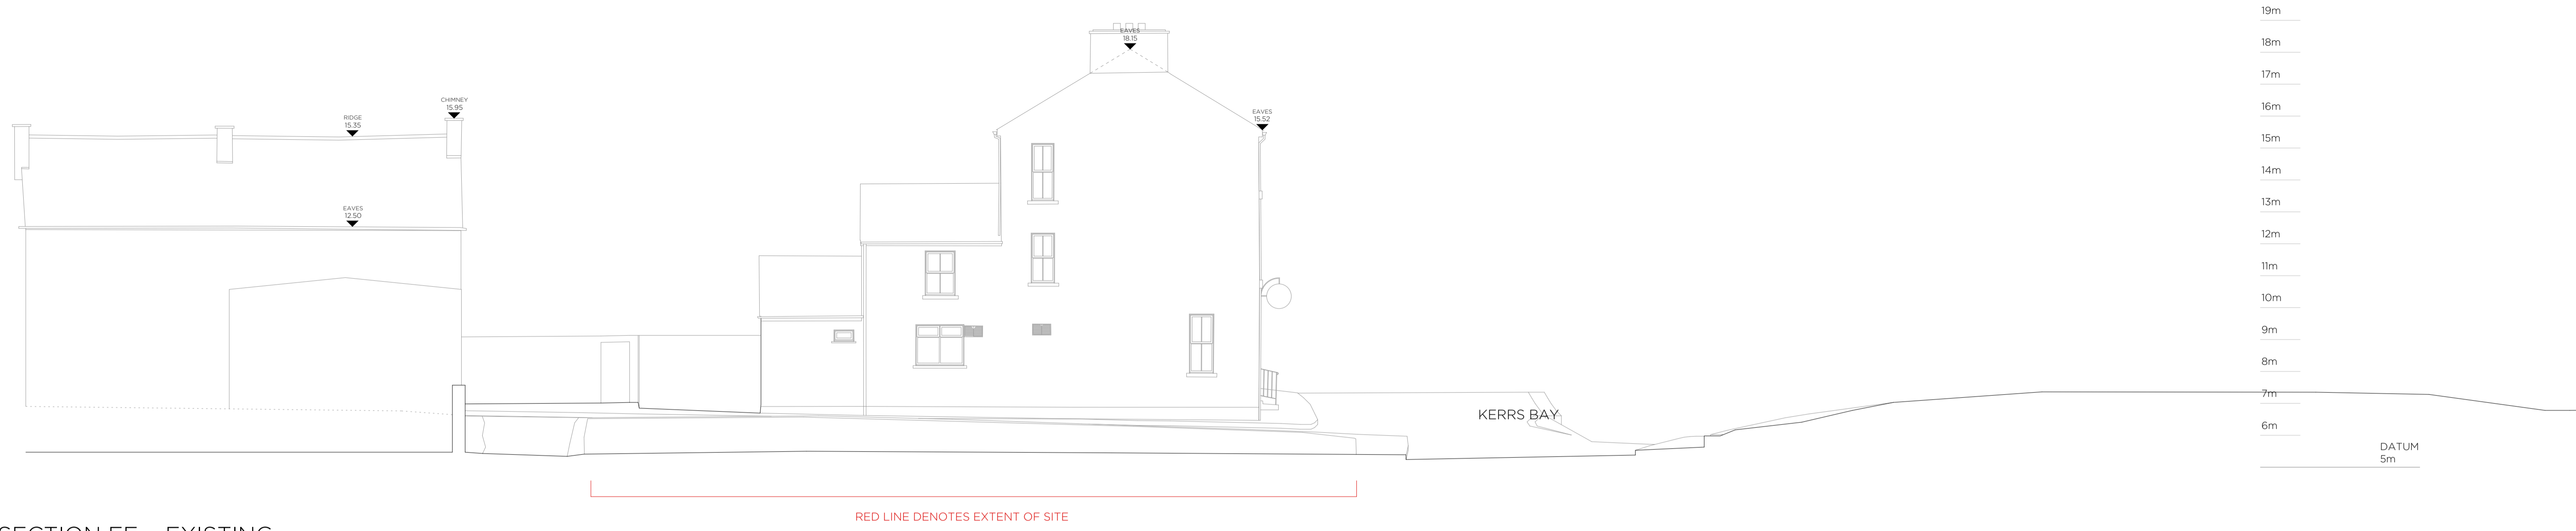 19m
EAVES
18.15
18m
17m
CHIMNEY
15.95
16m
EAVES
15.52
RIDGE
15.35
15m
14m
13m
EAVES
12.50
12m
11m
10m
9m
8m
7m
KERRS BAY
6m
DATUM
5m
RED LINE DENOTES EXTENT OF SITE